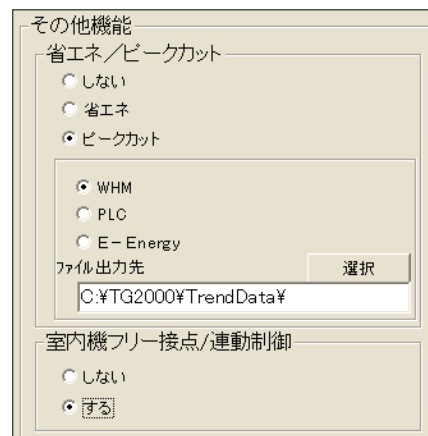 その他機能
省エネ／ピークカット
しない
省エネ
ピークカット
WHM
PLC
E－Energy
ファイル出力先 選択
C:¥TG2000¥TrendData¥
室内機フリー接点/連動制御
しない
する